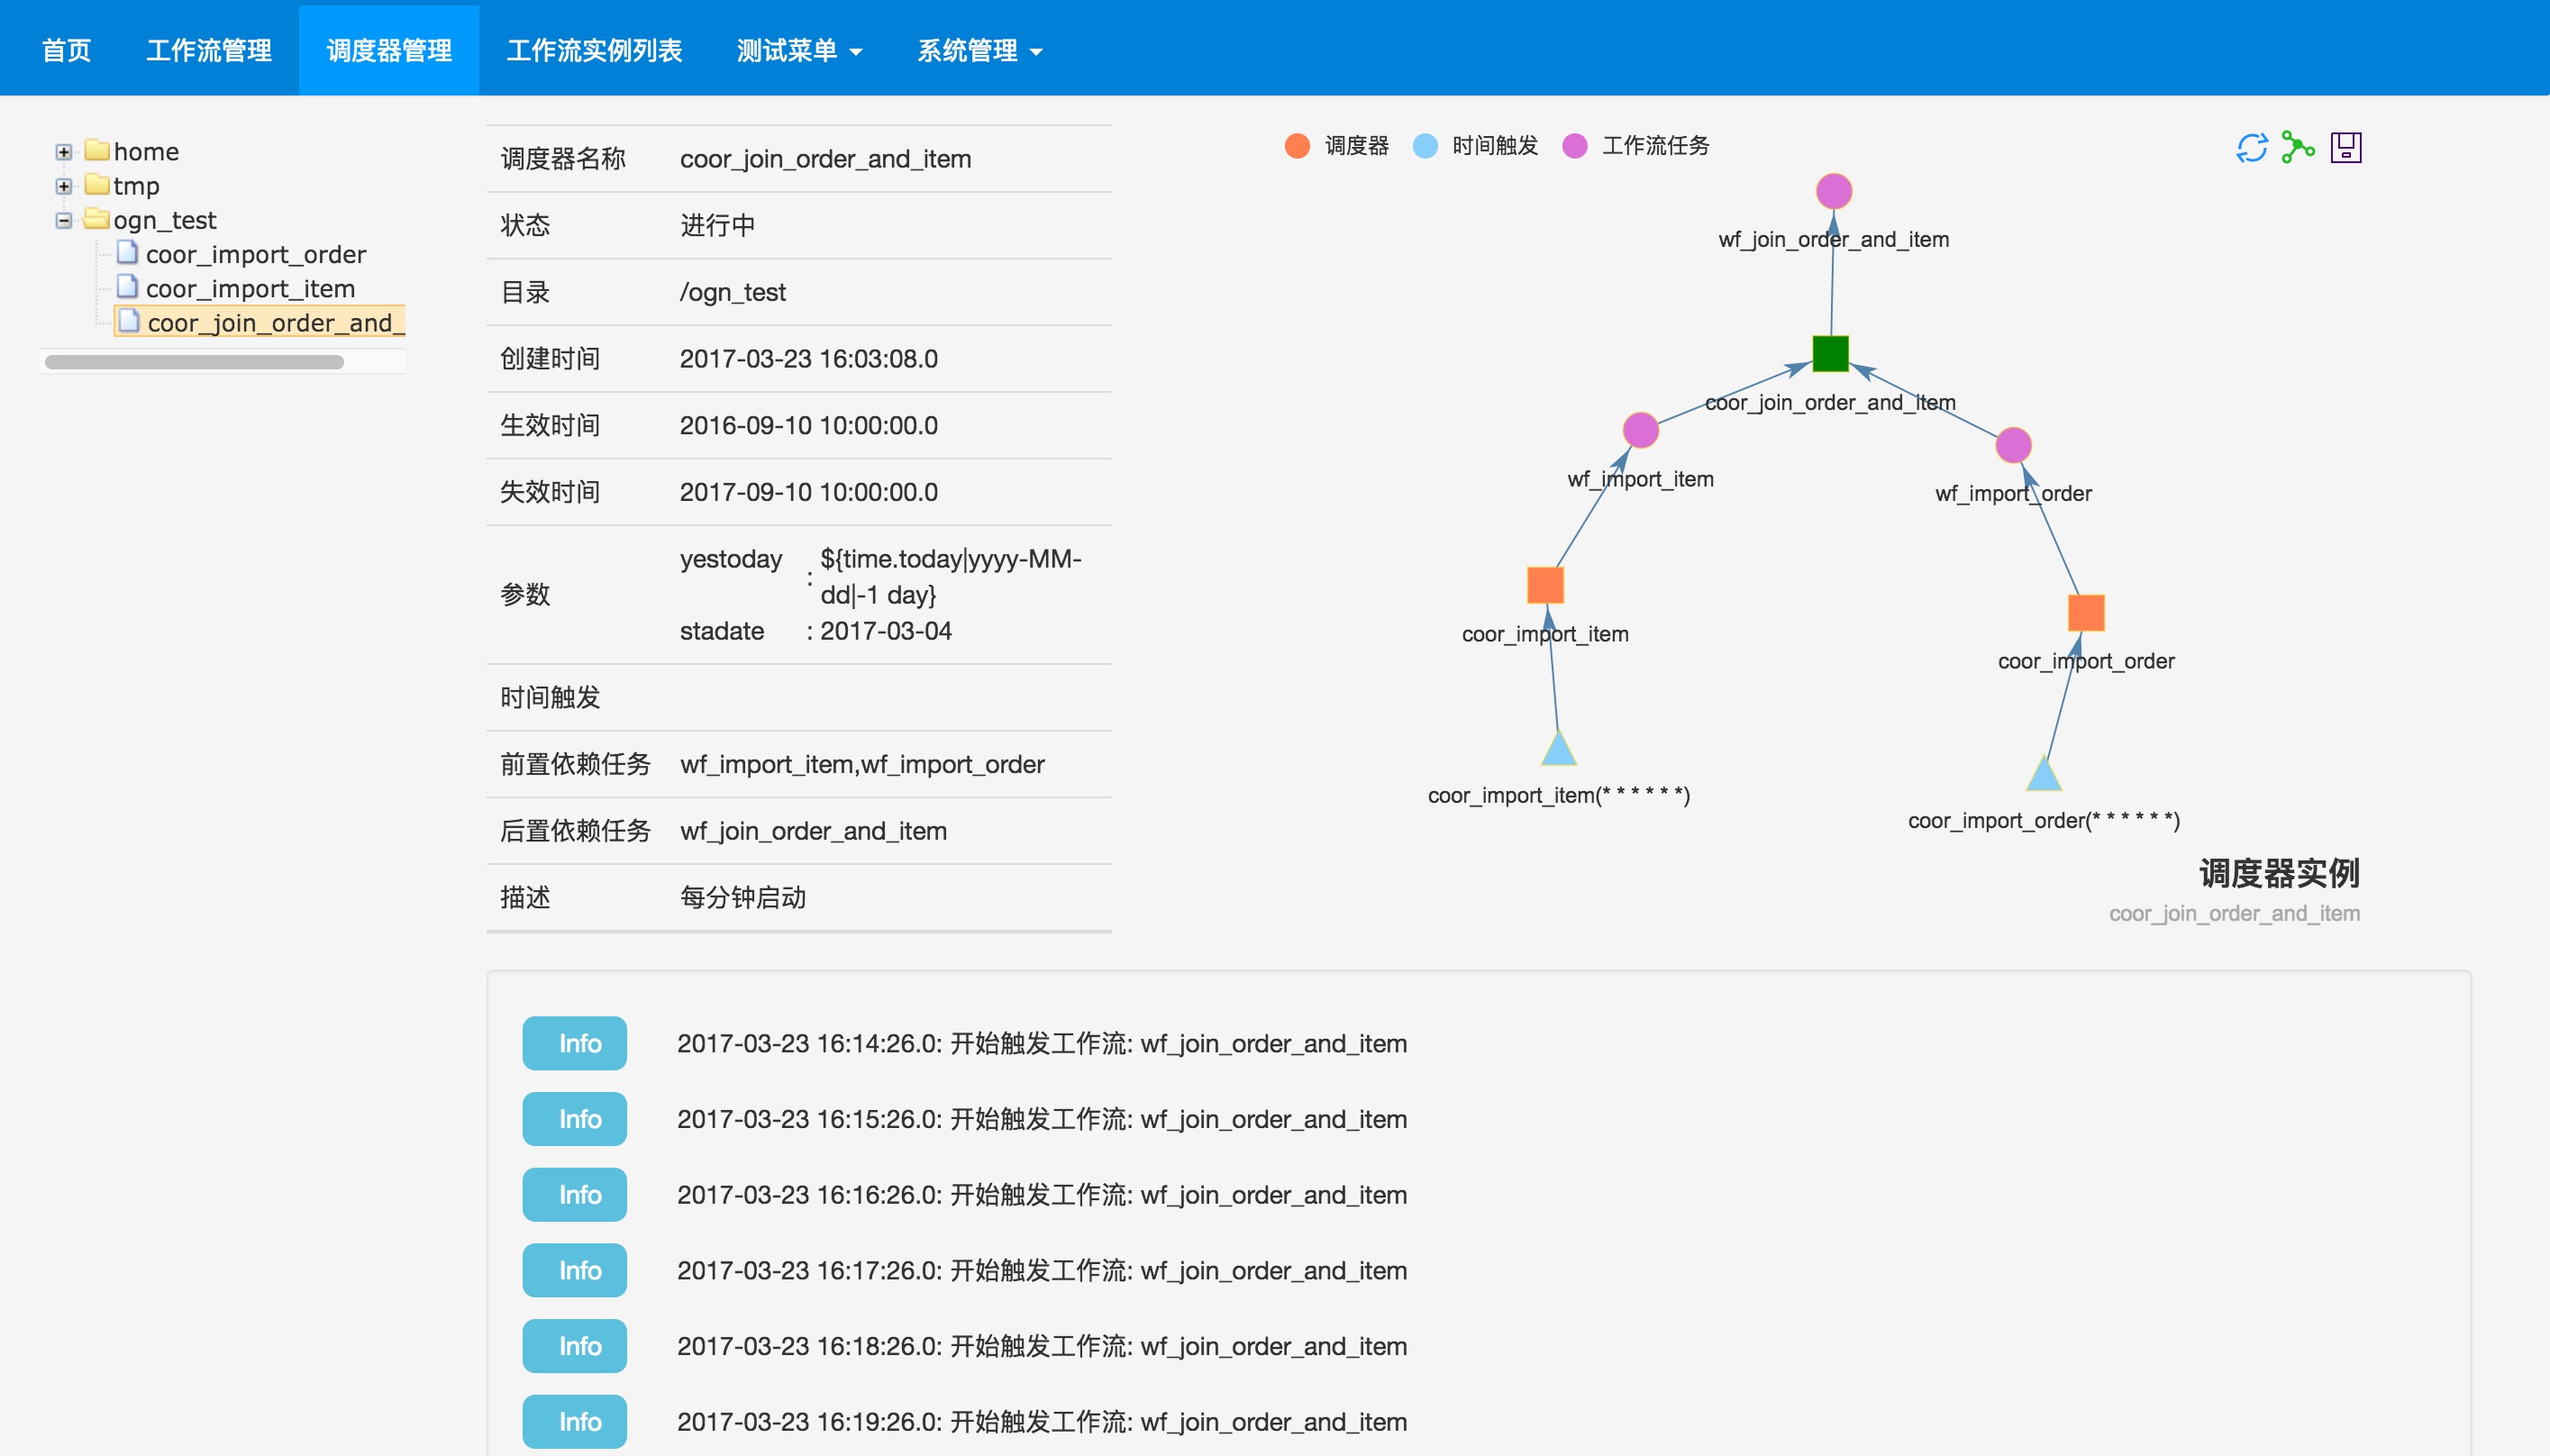 首页 工作流管理 调度器管理 工作流实例列表 测试菜单 系统管理
home
tmp
ogn_test
coor_import_order
coor_import_item
coor_join_order_and_
调度器名称 coor_join_order_and_item
状态 进行中
目录 /ogn_test
创建时间 2017-03-23 16:03:08.0
生效时间 2016-09-10 10:00:00.0
失效时间 2017-09-10 10:00:00.0
参数
yestoday : ${time.today|yyyy-MM-
dd|-1 day}
stadate : 2017-03-04
时间触发
前置依赖任务 wf_import_item,wf_import_order
后置依赖任务 wf_join_order_and_item
描述 每分钟启动
调度器 时间触发 工作流任务
wf_join_order_and_item
coor_join_order_and_item
wf_import_item
wf_import_order
coor_import_item
coor_import_order
coor_import_item(* * * * * *)
coor_import_order(* * * * * *)
调度器实例
coor_join_order_and_item
Info 2017-03-23 16:14:26.0: 开始触发工作流: wf_join_order_and_item
Info 2017-03-23 16:15:26.0: 开始触发工作流: wf_join_order_and_item
Info 2017-03-23 16:16:26.0: 开始触发工作流: wf_join_order_and_item
Info 2017-03-23 16:17:26.0: 开始触发工作流: wf_join_order_and_item
Info 2017-03-23 16:18:26.0: 开始触发工作流: wf_join_order_and_item
Info 2017-03-23 16:19:26.0: 开始触发工作流: wf_join_order_and_item